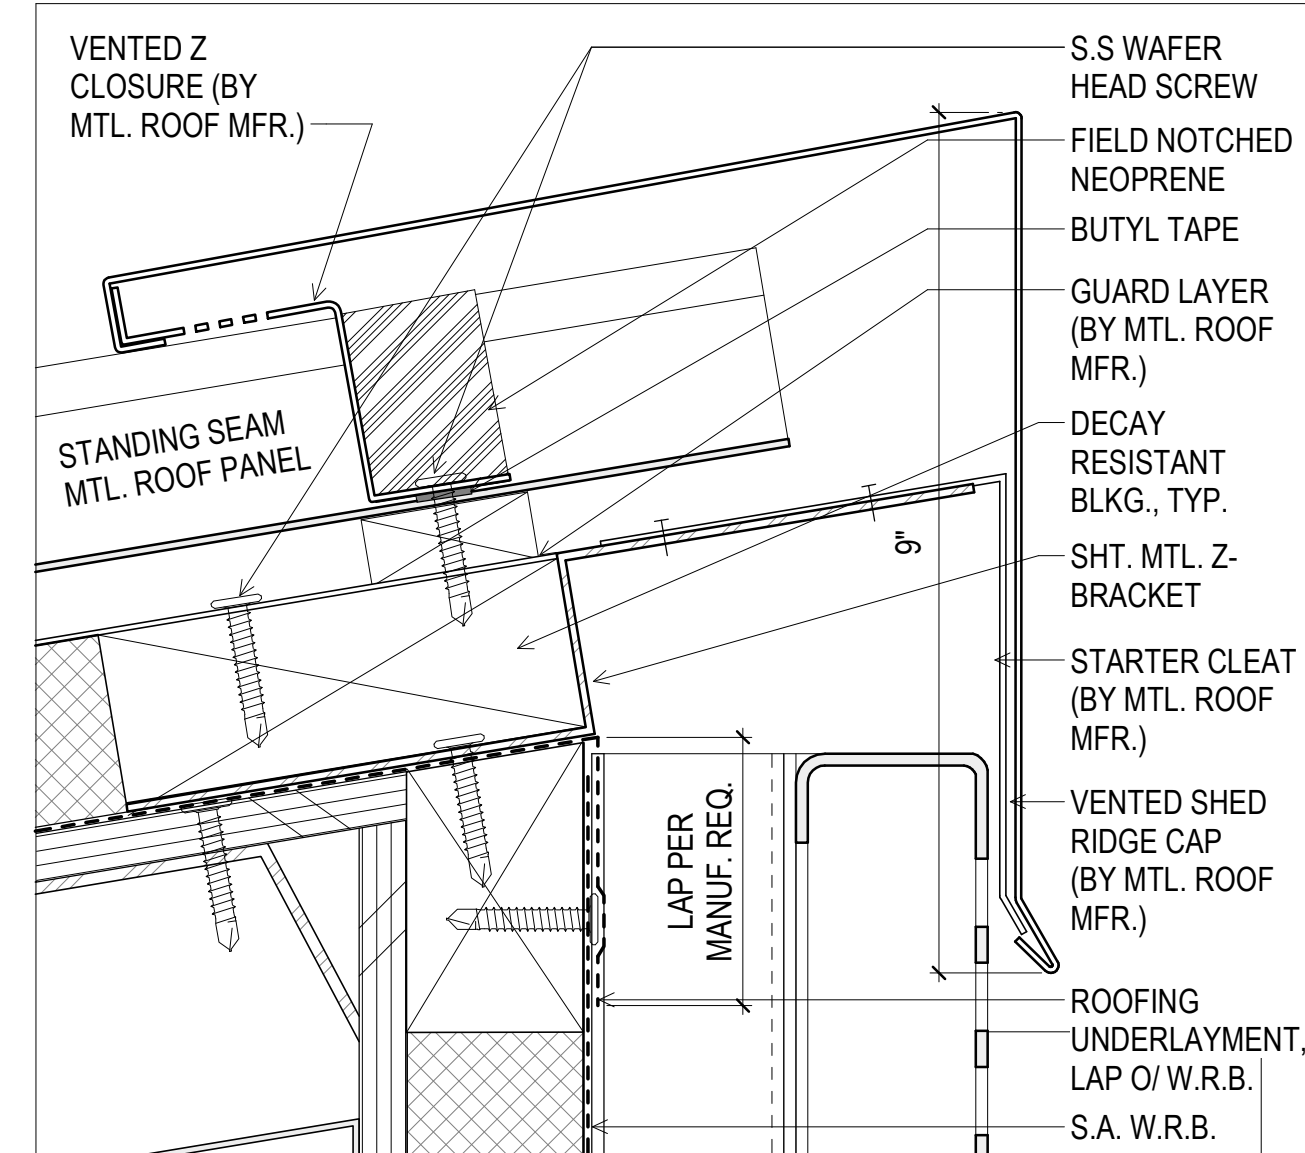 VENTED Z
CLOSURE (BY
MTL. ROOF MFR.)
STANDING SEAM
MTL. ROOF PANEL
S.S WAFER
HEAD SCREW
FIELD NOTCHED
NEOPRENE
BUTYL TAPE
GUARD LAYER
(BY MTL. ROOF
MFR.)
DECAY
RESISTANT
BLKG., TYP.
9"
SHT. MTL. Z-
BRACKET
STARTER CLEAT
(BY MTL. ROOF
MFR.)
VENTED SHED
RIDGE CAP
(BY MTL. ROOF
MFR.)
LAP PER
MANUF. REQ.
ROOFING
UNDERLAYMENT,
LAP O/ W.R.B.
S.A. W.R.B.